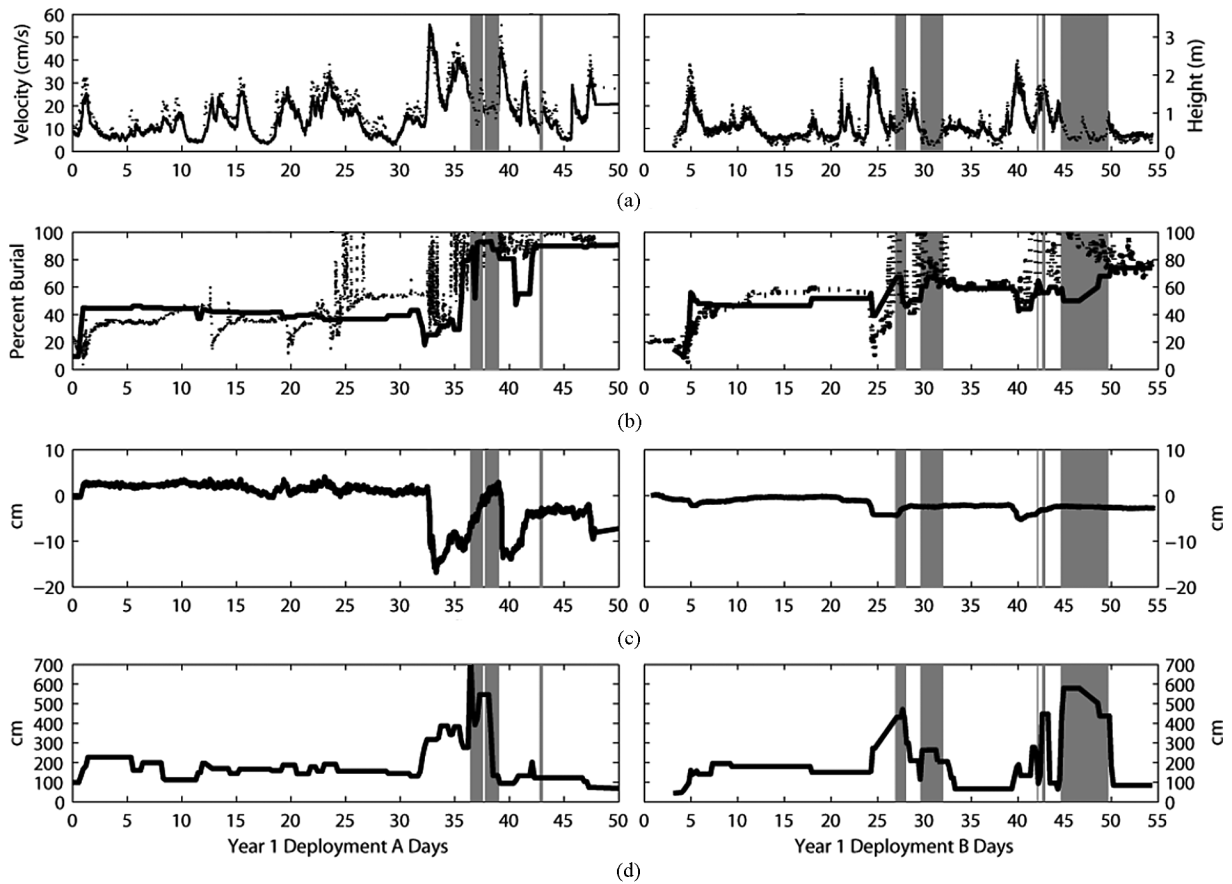 60
50
40
30
20
10
0
Velocity (cm/s)
0 5 10 15 20 25 30 35 40 45 50
3
2
1
0
Height (m)
0 5 10 15 20 25 30 35 40 45 50 55
(a)
100
80
60
40
20
0
Percent Burial
0 5 10 15 20 25 30 35 40 45 50
100
80
60
40
20
0
0 5 10 15 20 25 30 35 40 45 50 55
(b)
10
0
−10
−20
cm
0 5 10 15 20 25 30 35 40 45 50
10
0
−10
−20
cm
0 5 10 15 20 25 30 35 40 45 50 55
(c)
700
600
500
400
300
200
100
0
cm
0 5 10 15 20 25 30 35 40 45 50
Year 1 Deployment A Days
700
600
500
400
300
200
100
0
cm
0 5 10 15 20 25 30 35 40 45 50 55
Year 1 Deployment B Days
(d)